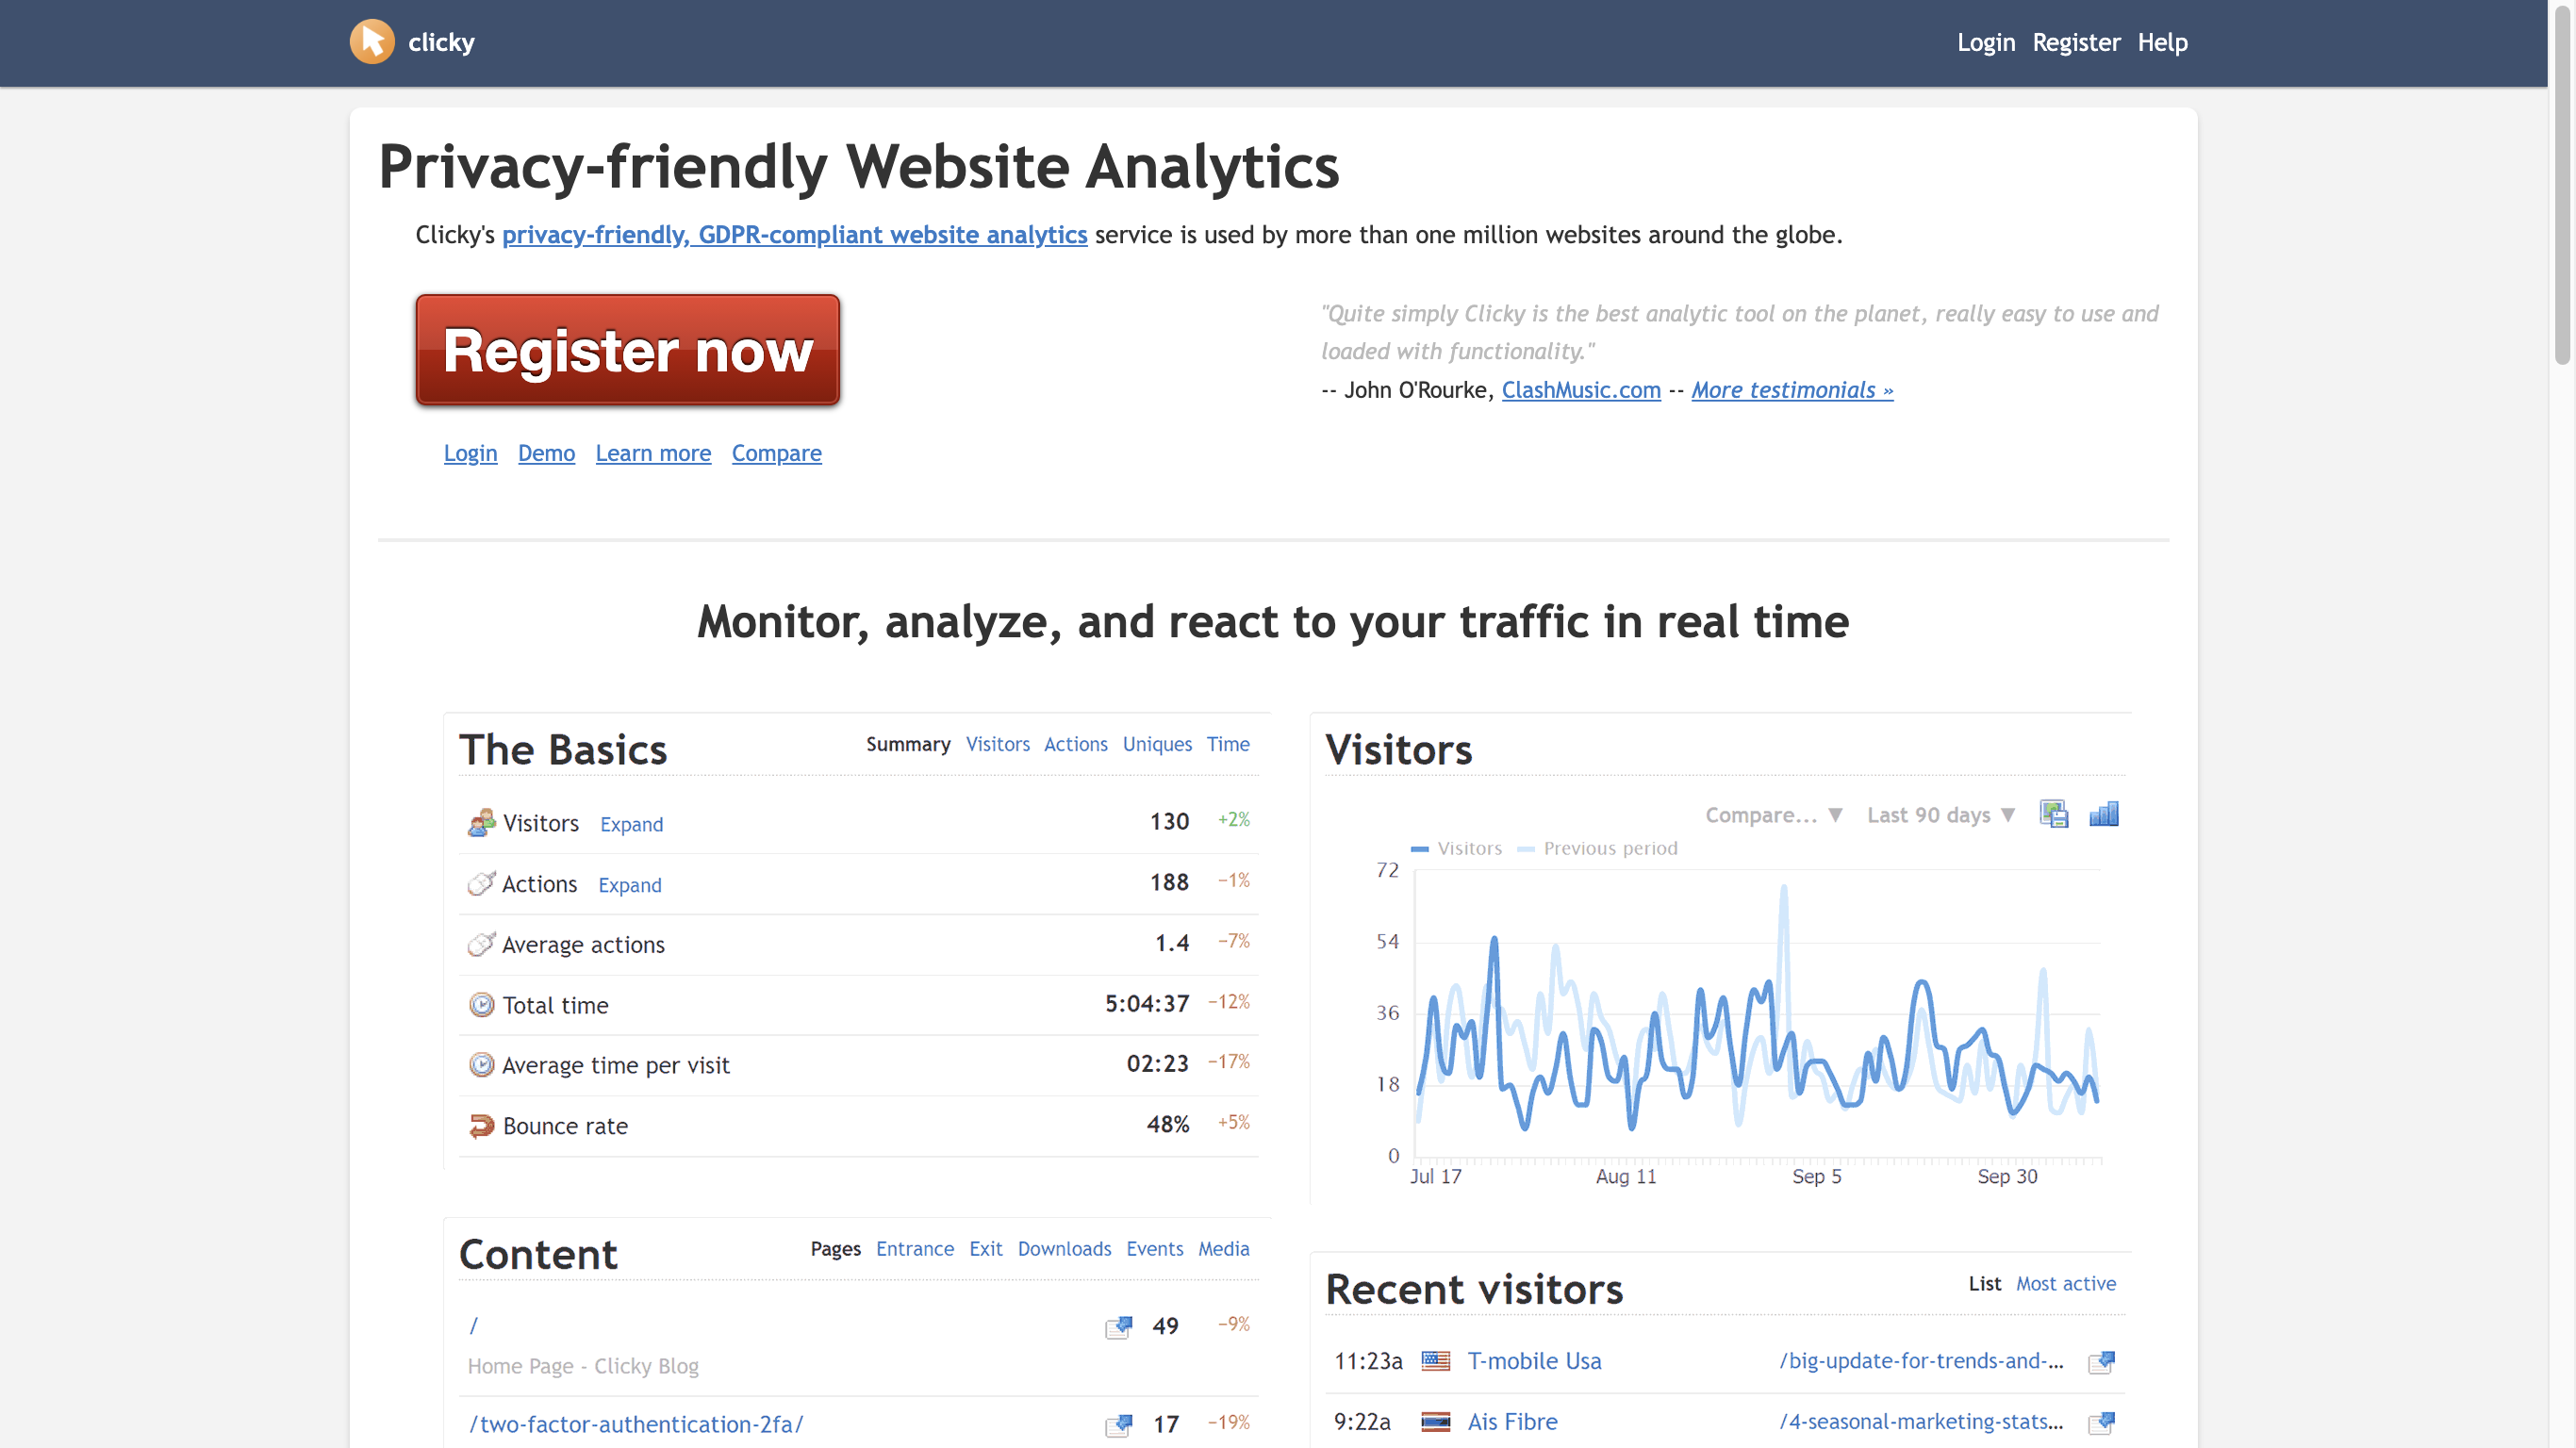 clicky
Login Register Help
Privacy-friendly Website Analytics
Clicky's privacy-friendly, GDPR-compliant website analytics service is used by more than one million websites around the globe.
Register now
"Quite simply Clicky is the best analytic tool on the planet, really easy to use and
loaded with functionality."
-- John O'Rourke, ClashMusic.com -- More testimonials »
Login Demo Learn more Compare
Monitor, analyze, and react to your traffic in real time
The Basics Summary Visitors Actions Uniques Time
Visitors Expand 130 +2%
Actions Expand 188 −1%
Average actions 1.4 −7%
Total time 5:04:37 −12%
Average time per visit 02:23 −17%
Bounce rate 48% +5%
Visitors
Compare... ▼ Last 90 days ▼
Visitors Previous period
72
54
36
18
0
Jul 17 Aug 11 Sep 5 Sep 30
Content Pages Entrance Exit Downloads Events Media
/ 49 −9%
Home Page - Clicky Blog
/two-factor-authentication-2fa/ 17 −19%
Recent visitors List Most active
11:23a T-mobile Usa /big-update-for-trends-and-...
9:22a Ais Fibre /4-seasonal-marketing-stats...